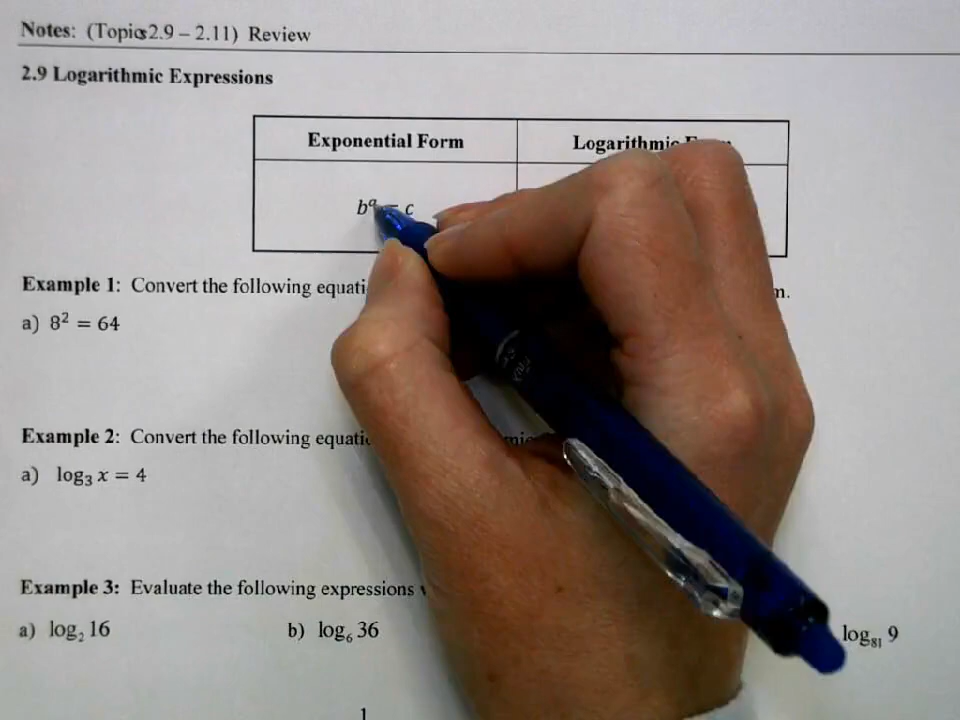 Notes: (Topics 2.9 – 2.11) Review
2.9 Logarithmic Expressions
Exponential Form Logarithmic
bᵃ = c
Example 1: Convert the following
a) 8² = 64
Example 2: Convert the following
a) log₃ x = 4
Example 3: Evaluate the following expressions
a) log₂ 16 b) log₆ 36 log₈₁ 9
1